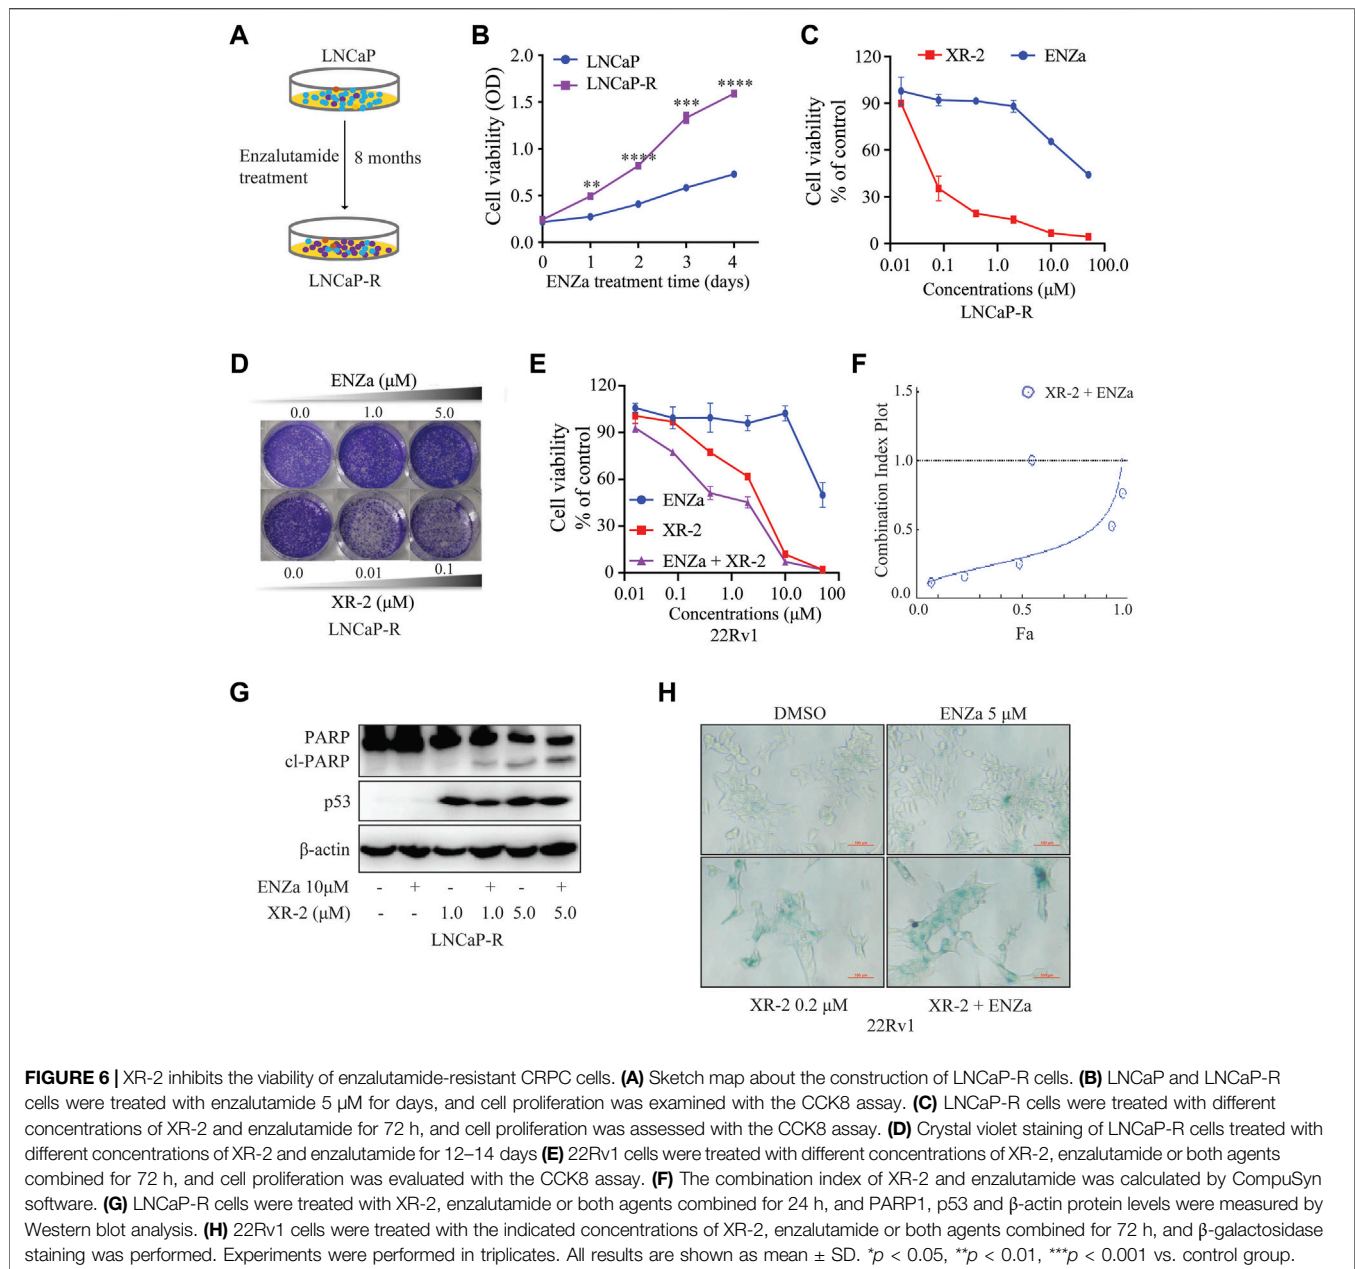 A
LNCaP
Enzalutamide
treatment
8 months
LNCaP-R
B
2.0
1.5
1.0
0.5
0.0
Cell viability (OD)
LNCaP
LNCaP-R
**
****
***
****
0 1 2 3 4
ENZa treatment time (days)
C
XR-2 ENZa
120
90
60
30
0
Cell viability
% of control
0.01 0.1 1.0 10.0 100.0
Concentrations (μM)
LNCaP-R
D
ENZa (μM)
0.0 1.0 5.0
0.0 0.01 0.1
XR-2 (μM)
LNCaP-R
E
120
90
60
30
0
Cell viability
% of control
ENZa
XR-2
ENZa + XR-2
0.01 0.1 1.0 10.0 100
Concentrations (μM)
22Rv1
F
1.5
1.0
0.5
0.0
Combination Index Plot
XR-2 + ENZa
0.0 0.5 1.0
Fa
G
PARP
cl-PARP
p53
β-actin
ENZa 10μM - + - + - +
XR-2 (μM) - - 1.0 1.0 5.0 5.0
LNCaP-R
H
DMSO ENZa 5 μM
100 μm 100 μm
100 μm 100 μm
XR-2 0.2 μM XR-2 + ENZa
22Rv1
FIGURE 6 | XR-2 inhibits the viability of enzalutamide-resistant CRPC cells. (A) Sketch map about the construction of LNCaP-R cells. (B) LNCaP and LNCaP-R
cells were treated with enzalutamide 5 μM for days, and cell proliferation was examined with the CCK8 assay. (C) LNCaP-R cells were treated with different
concentrations of XR-2 and enzalutamide for 72 h, and cell proliferation was assessed with the CCK8 assay. (D) Crystal violet staining of LNCaP-R cells treated with
different concentrations of XR-2 and enzalutamide for 12–14 days (E) 22Rv1 cells were treated with different concentrations of XR-2, enzalutamide or both agents
combined for 72 h, and cell proliferation was evaluated with the CCK8 assay. (F) The combination index of XR-2 and enzalutamide was calculated by CompuSyn
software. (G) LNCaP-R cells were treated with XR-2, enzalutamide or both agents combined for 24 h, and PARP1, p53 and β-actin protein levels were measured by
Western blot analysis. (H) 22Rv1 cells were treated with the indicated concentrations of XR-2, enzalutamide or both agents combined for 72 h, and β-galactosidase
staining was performed. Experiments were performed in triplicates. All results are shown as mean ± SD. *p < 0.05, **p < 0.01, ***p < 0.001 vs. control group.